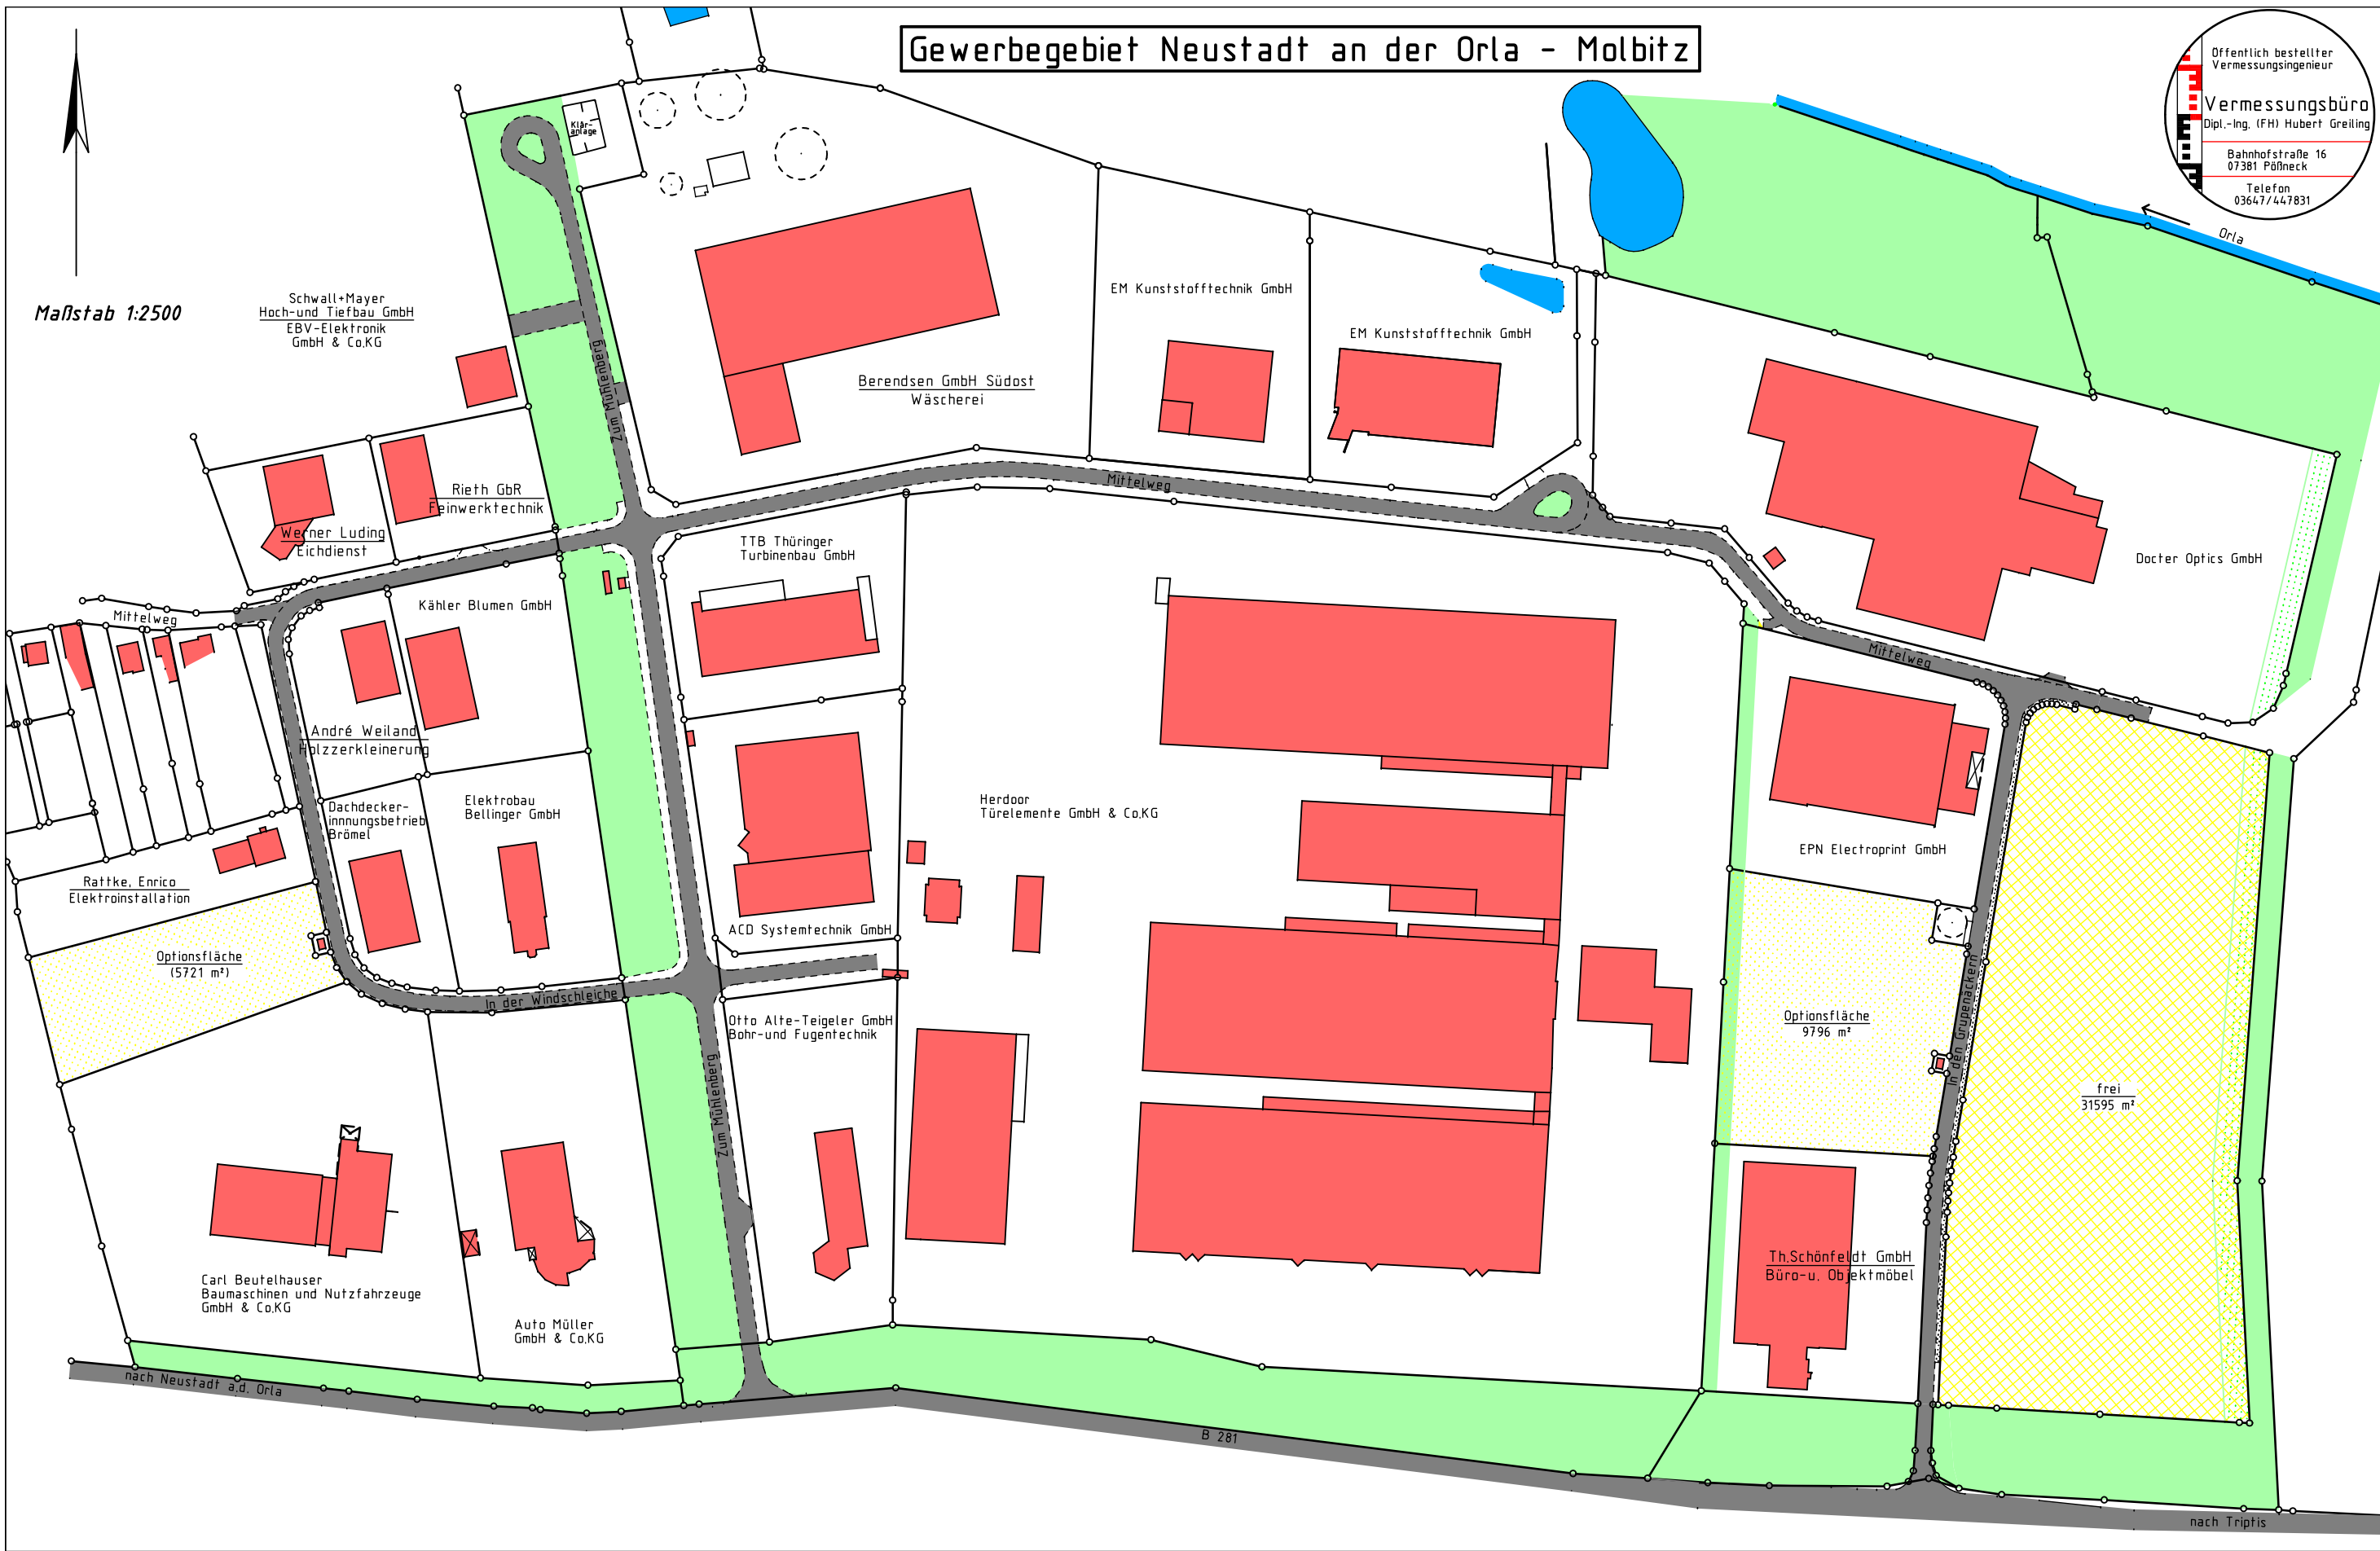 Gewerbegebiet Neustadt an der Orla - Molbitz
Öffentlich bestellter
Vermessungsingenieur
Vermessungsbüro
Dipl.-Ing. (FH) Hubert Greiling
Bahnhofstraße 16
07381 Pößneck
Telefon
03647/447831
Maßstab 1:2500
Klär-
anlage
Orla
Schwall+Mayer
Hoch-und Tiefbau GmbH
EBV-Elektronik
GmbH & Co.KG
Zum Mühlenberg
Berendsen GmbH Südost
Wäscherei
EM Kunststofftechnik GmbH
EM Kunststofftechnik GmbH
Rieth GbR
Feinwerktechnik
Werner Luding
Eichdienst
Mittelweg
TTB Thüringer
Turbinenbau GmbH
Docter Optics GmbH
Mittelweg
Kähler Blumen GmbH
Mittelweg
André Weiland
Holzzerkleinerung
Dachdecker-
innnungsbetrieb
Brömel
Elektrobau
Bellinger GmbH
Herdoor
Türelemente GmbH & Co.KG
EPN Electroprint GmbH
Rattke, Enrico
Elektroinstallation
ACD Systemtechnik GmbH
Optionsfläche
(5721 m²)
In der Windschleiche
Otto Alte-Teigeler GmbH
Bohr-und Fugentechnik
Optionsfläche
9796 m²
In den Grupenäckern
Zum Mühlenberg
frei
31595 m²
Th.Schönfeldt GmbH
Büro-u. Objektmöbel
Carl Beutelhauser
Baumaschinen und Nutzfahrzeuge
GmbH & Co.KG
Auto Müller
GmbH & Co.KG
nach Neustadt a.d. Orla
B 281
nach Triptis